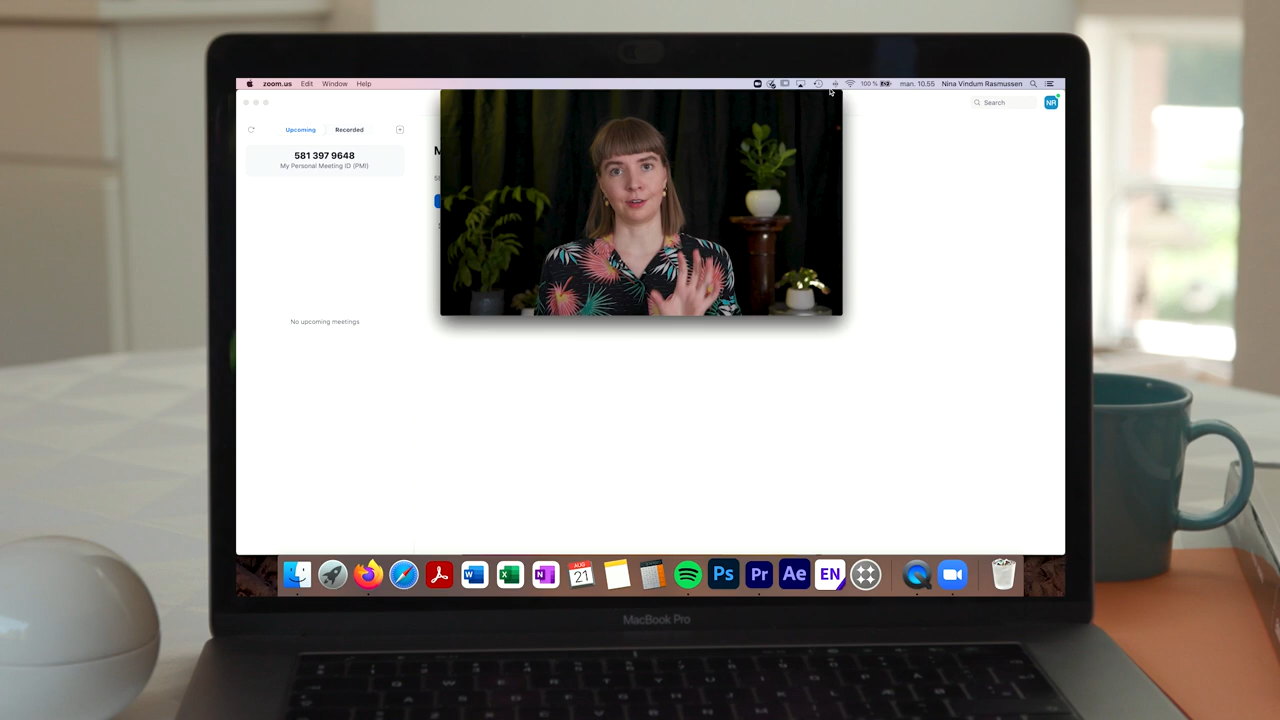 zoom.us Edit Window Help
100 % man. 10.55 Nina Vindum Rasmussen
Search
NR
Upcoming Recorded
581 397 9648
My Personal Meeting ID (PMI)
No upcoming meetings
W
X
N
AUG
21
Ps
Pr
Ae
EN
MacBook Pro